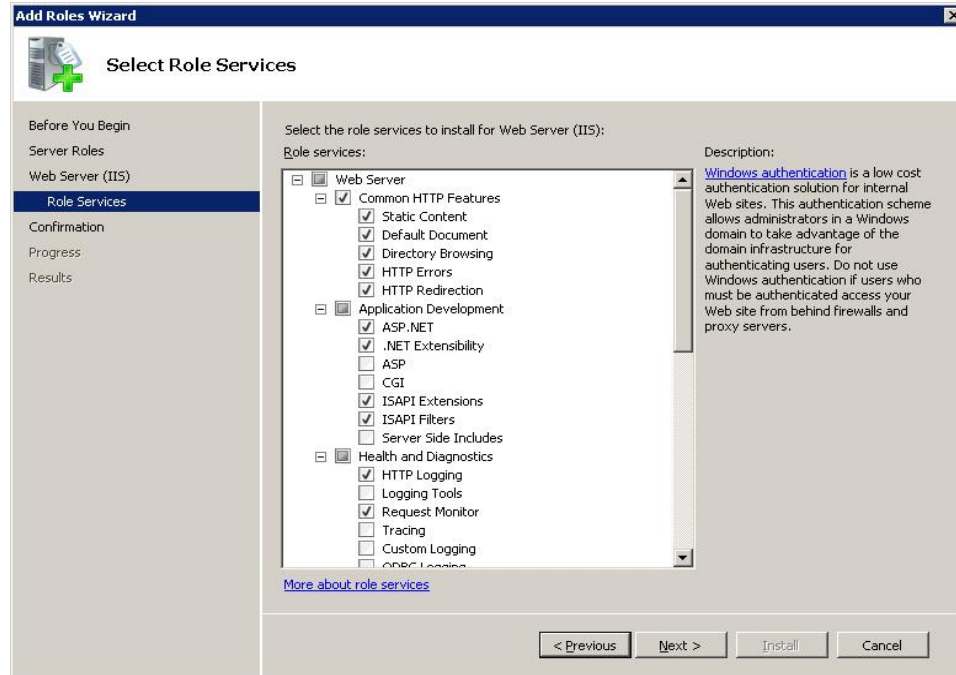 Add Roles Wizard
Select Role Services
Before You Begin
Server Roles
Web Server (IIS)
Role Services
Confirmation
Progress
Results
Select the role services to install for Web Server (IIS):
Role services:
Web Server
Common HTTP Features
Static Content
Default Document
Directory Browsing
HTTP Errors
HTTP Redirection
Application Development
ASP.NET
.NET Extensibility
ASP
CGI
ISAPI Extensions
ISAPI Filters
Server Side Includes
Health and Diagnostics
HTTP Logging
Logging Tools
Request Monitor
Tracing
Custom Logging
ODBC Logging
More about role services
Description:
Windows authentication is a low cost
authentication solution for internal
Web sites. This authentication scheme
allows administrators in a Windows
domain to take advantage of the
domain infrastructure for
authenticating users. Do not use
Windows authentication if users who
must be authenticated access your
Web site from behind firewalls and
proxy servers.
< Previous
Next >
Install
Cancel